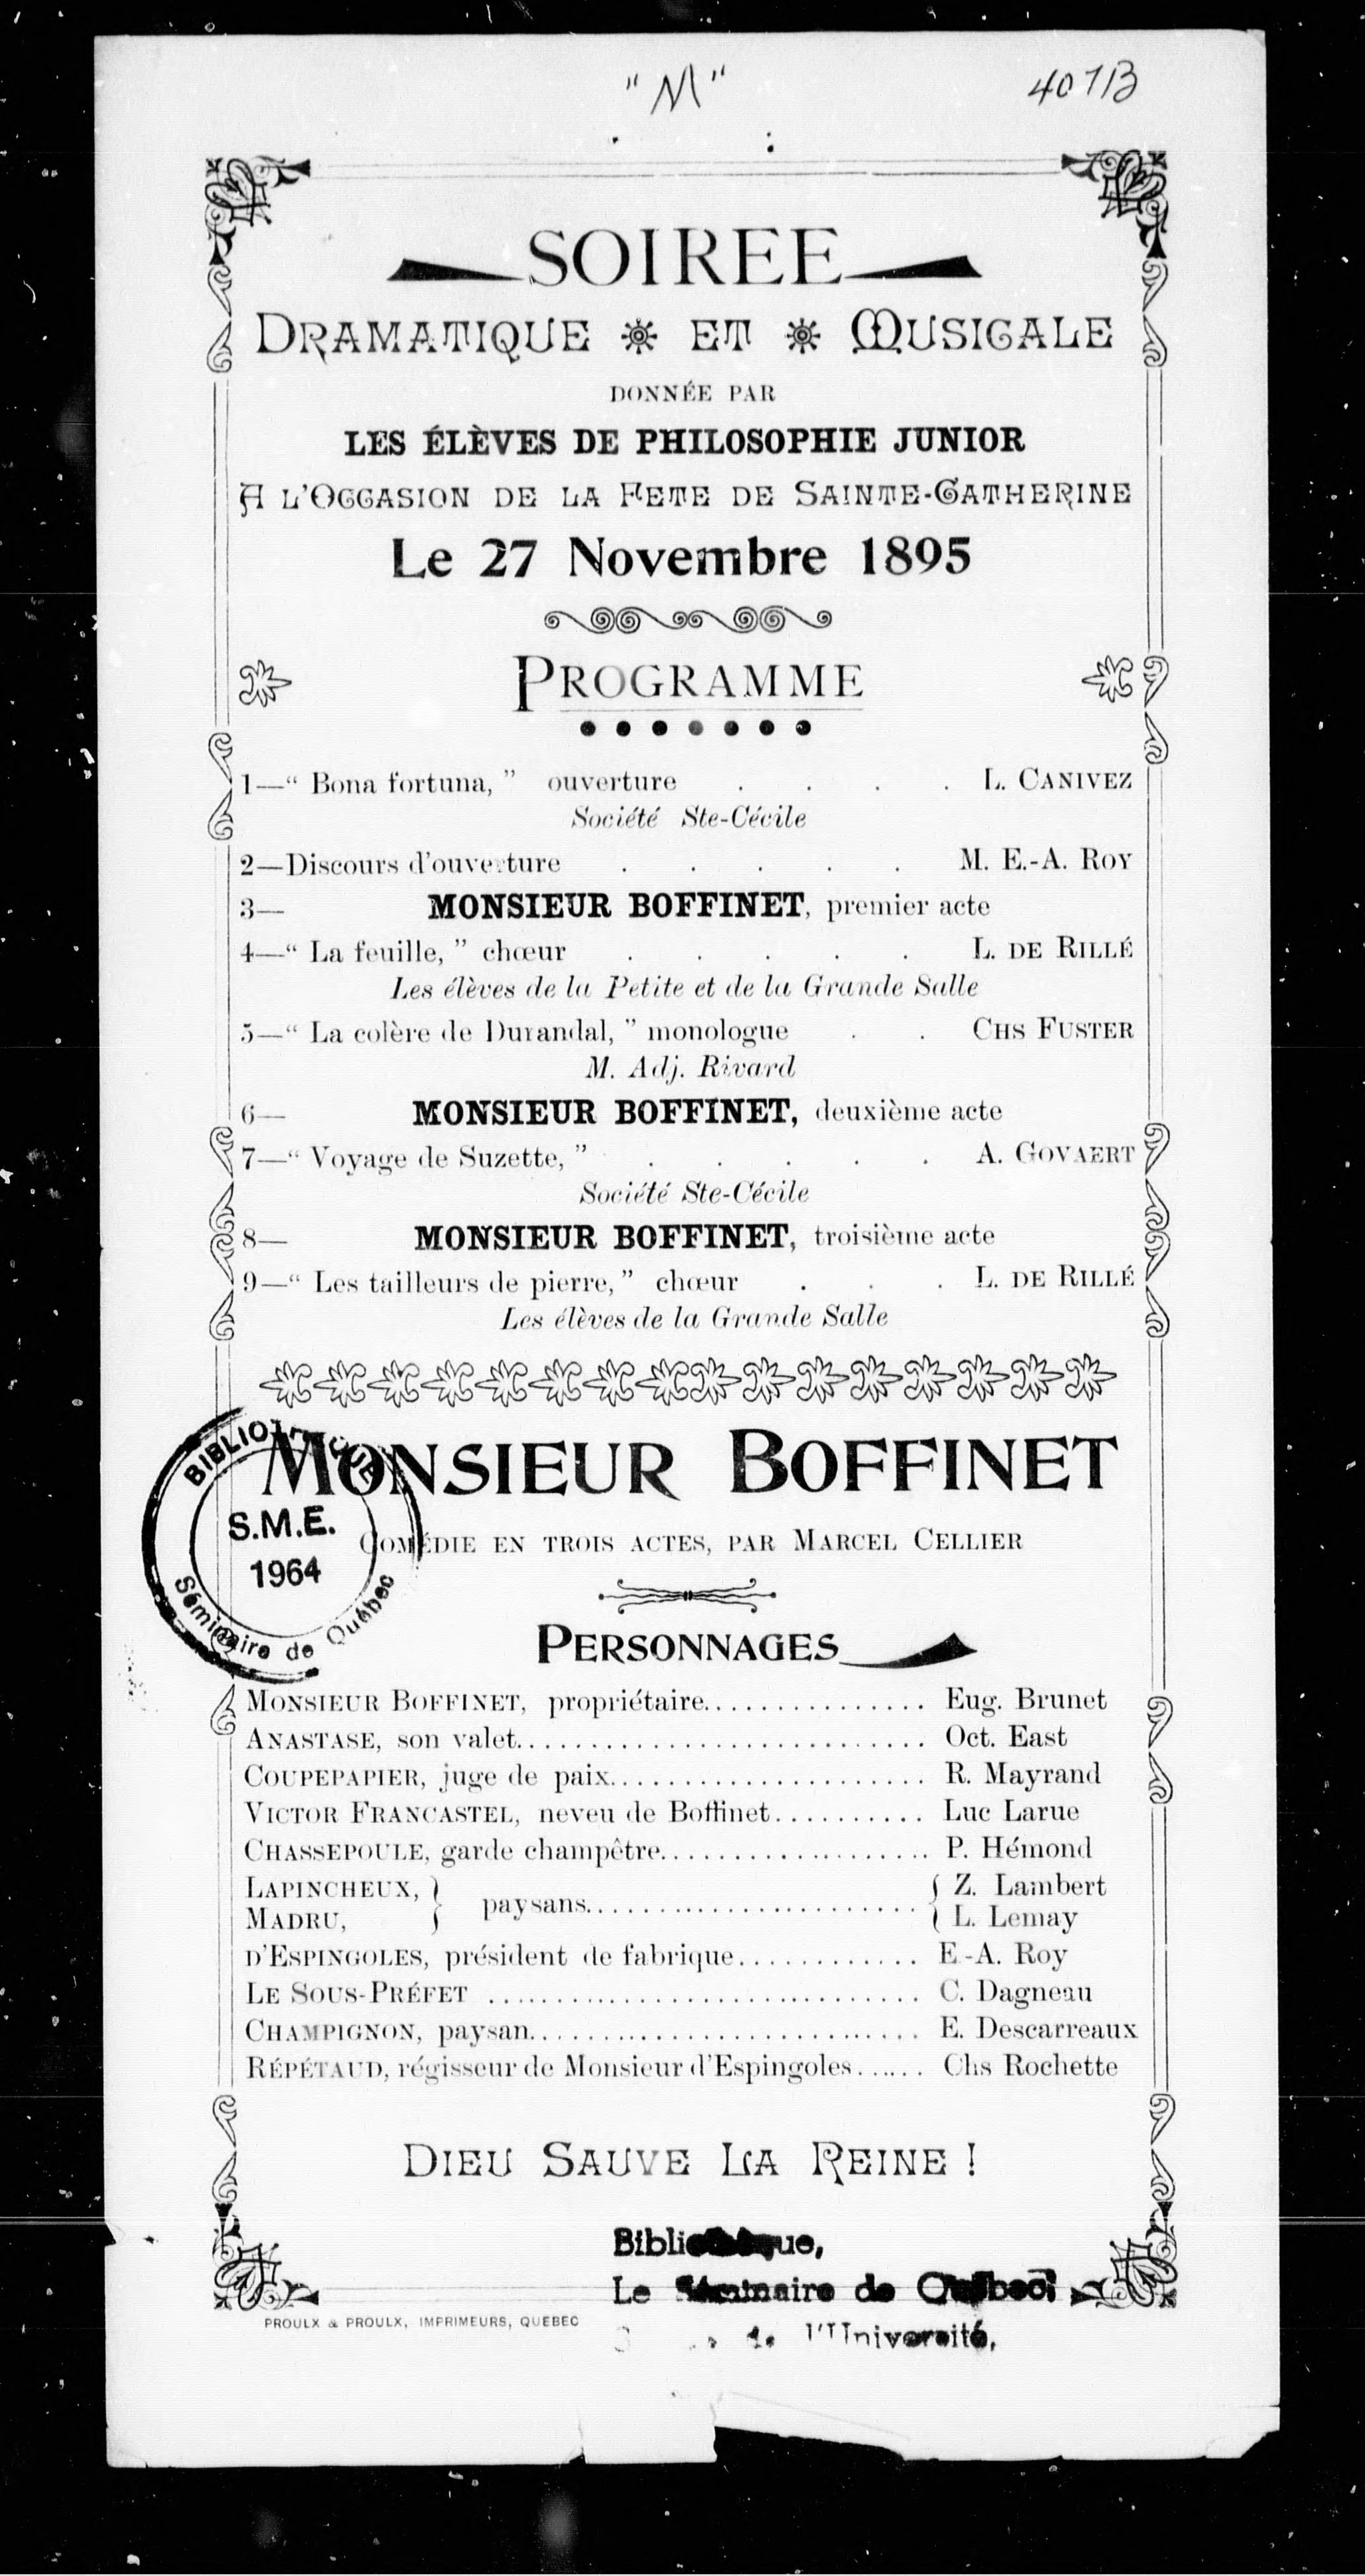 "M"
407B
SOIREE
DRAMATIQUE ET MUSICALE
DONNÉE PAR
LES ÉLÈVES DE PHILOSOPHIE JUNIOR
A L'OCCASION DE LA FETE DE SAINTE-CATHERINE
Le 27 Novembre 1895
PROGRAMME
1—“ Bona fortuna, ” ouverture . . . . L. CANIVEZ
Société Ste-Cécile
2—Discours d'ouverture . . . . . M. E.-A. ROY
3— MONSIEUR BOFFINET, premier acte
4—“ La feuille, ” chœur . . . . . L. DE RILLÉ
Les élèves de la Petite et de la Grande Salle
5—“ La colère de Durandal, ” monologue . . CHS FUSTER
M. Adj. Rivard
6— MONSIEUR BOFFINET, deuxième acte
7—“ Voyage de Suzette, ” . . . . . A. GOVAERT
Société Ste-Cécile
8— MONSIEUR BOFFINET, troisième acte
9—“ Les tailleurs de pierre, ” chœur . . . L. DE RILLÉ
Les élèves de la Grande Salle
MONSIEUR BOFFINET
COMÉDIE EN TROIS ACTES, PAR MARCEL CELLIER
S.M.E.
1964
Séminaire de Québec
PERSONNAGES
MONSIEUR BOFFINET, propriétaire................ Eug. Brunet
ANASTASE, son valet.............................. Oct. East
COUPEPAPIER, juge de paix........................ R. Mayrand
VICTOR FRANCASTEL, neveu de Boffinet........... Luc Larue
CHASSEPOULE, garde champêtre.................... P. Hémond
LAPINCHEUX, } paysans......................... { Z. Lambert
MADRU, } { L. Lemay
D'ESPINGOLES, président de fabrique............. E.-A. Roy
LE SOUS-PRÉFET ................................ C. Dagneau
CHAMPIGNON, paysan............................. E. Descarreaux
RÉPÉTAUD, régisseur de Monsieur d'Espingoles...... Chs Rochette
DIEU SAUVE LA REINE !
Bibliothèque,
Le Séminaire de Québec,
de l'Université,
PROULX & PROULX, IMPRIMEURS, QUEBEC